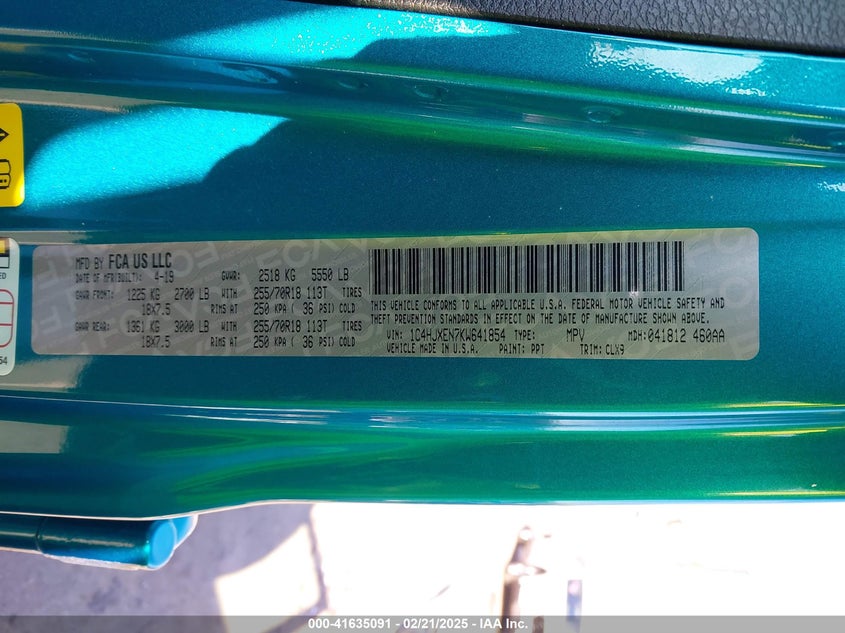 MFD BY FCA US LLC
DATE OF MFR(BUILT): 4-19 GVWR: 2518 KG 5550 LB
GAWR FRONT: 1225 KG 2700 LB WITH 255/70R18 113T TIRES
18X7.5 RIMS AT 250 KPA ( 36 PSI) COLD
GAWR REAR: 1361 KG 3000 LB WITH 255/70R18 113T TIRES
18X7.5 RIMS AT 250 KPA ( 36 PSI) COLD
THIS VEHICLE CONFORMS TO ALL APPLICABLE U.S.A. FEDERAL MOTOR VEHICLE SAFETY AND
THEFT PREVENTION STANDARDS IN EFFECT ON THE DATE OF MANUFACTURE SHOWN ABOVE.
VIN: 1C4HJXEN7KW641854 TYPE: MPV MDH: 041812 460AA
VEHICLE MADE IN U.S.A. PAINT: PPT TRIM: CLX9
54
000-41635091 - 02/21/2025 - IAA Inc.